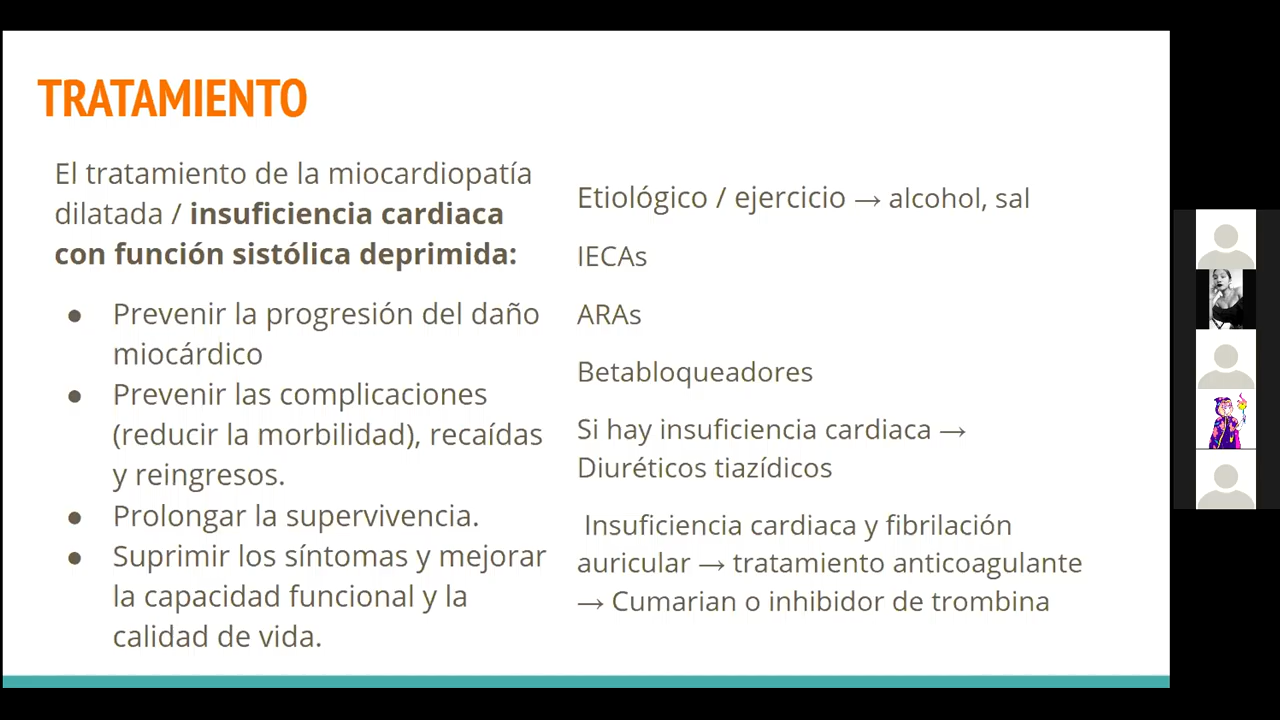 TRATAMIENTO
El tratamiento de la miocardiopatía
dilatada / insuficiencia cardiaca
con función sistólica deprimida:
● Prevenir la progresión del daño
miocárdico
● Prevenir las complicaciones
(reducir la morbilidad), recaídas
y reingresos.
● Prolongar la supervivencia.
● Suprimir los síntomas y mejorar
la capacidad funcional y la
calidad de vida.
Etiológico / ejercicio → alcohol, sal
IECAs
ARAs
Betabloqueadores
Si hay insuficiencia cardiaca →
Diuréticos tiazídicos
Insuficiencia cardiaca y fibrilación
auricular → tratamiento anticoagulante
→ Cumarian o inhibidor de trombina